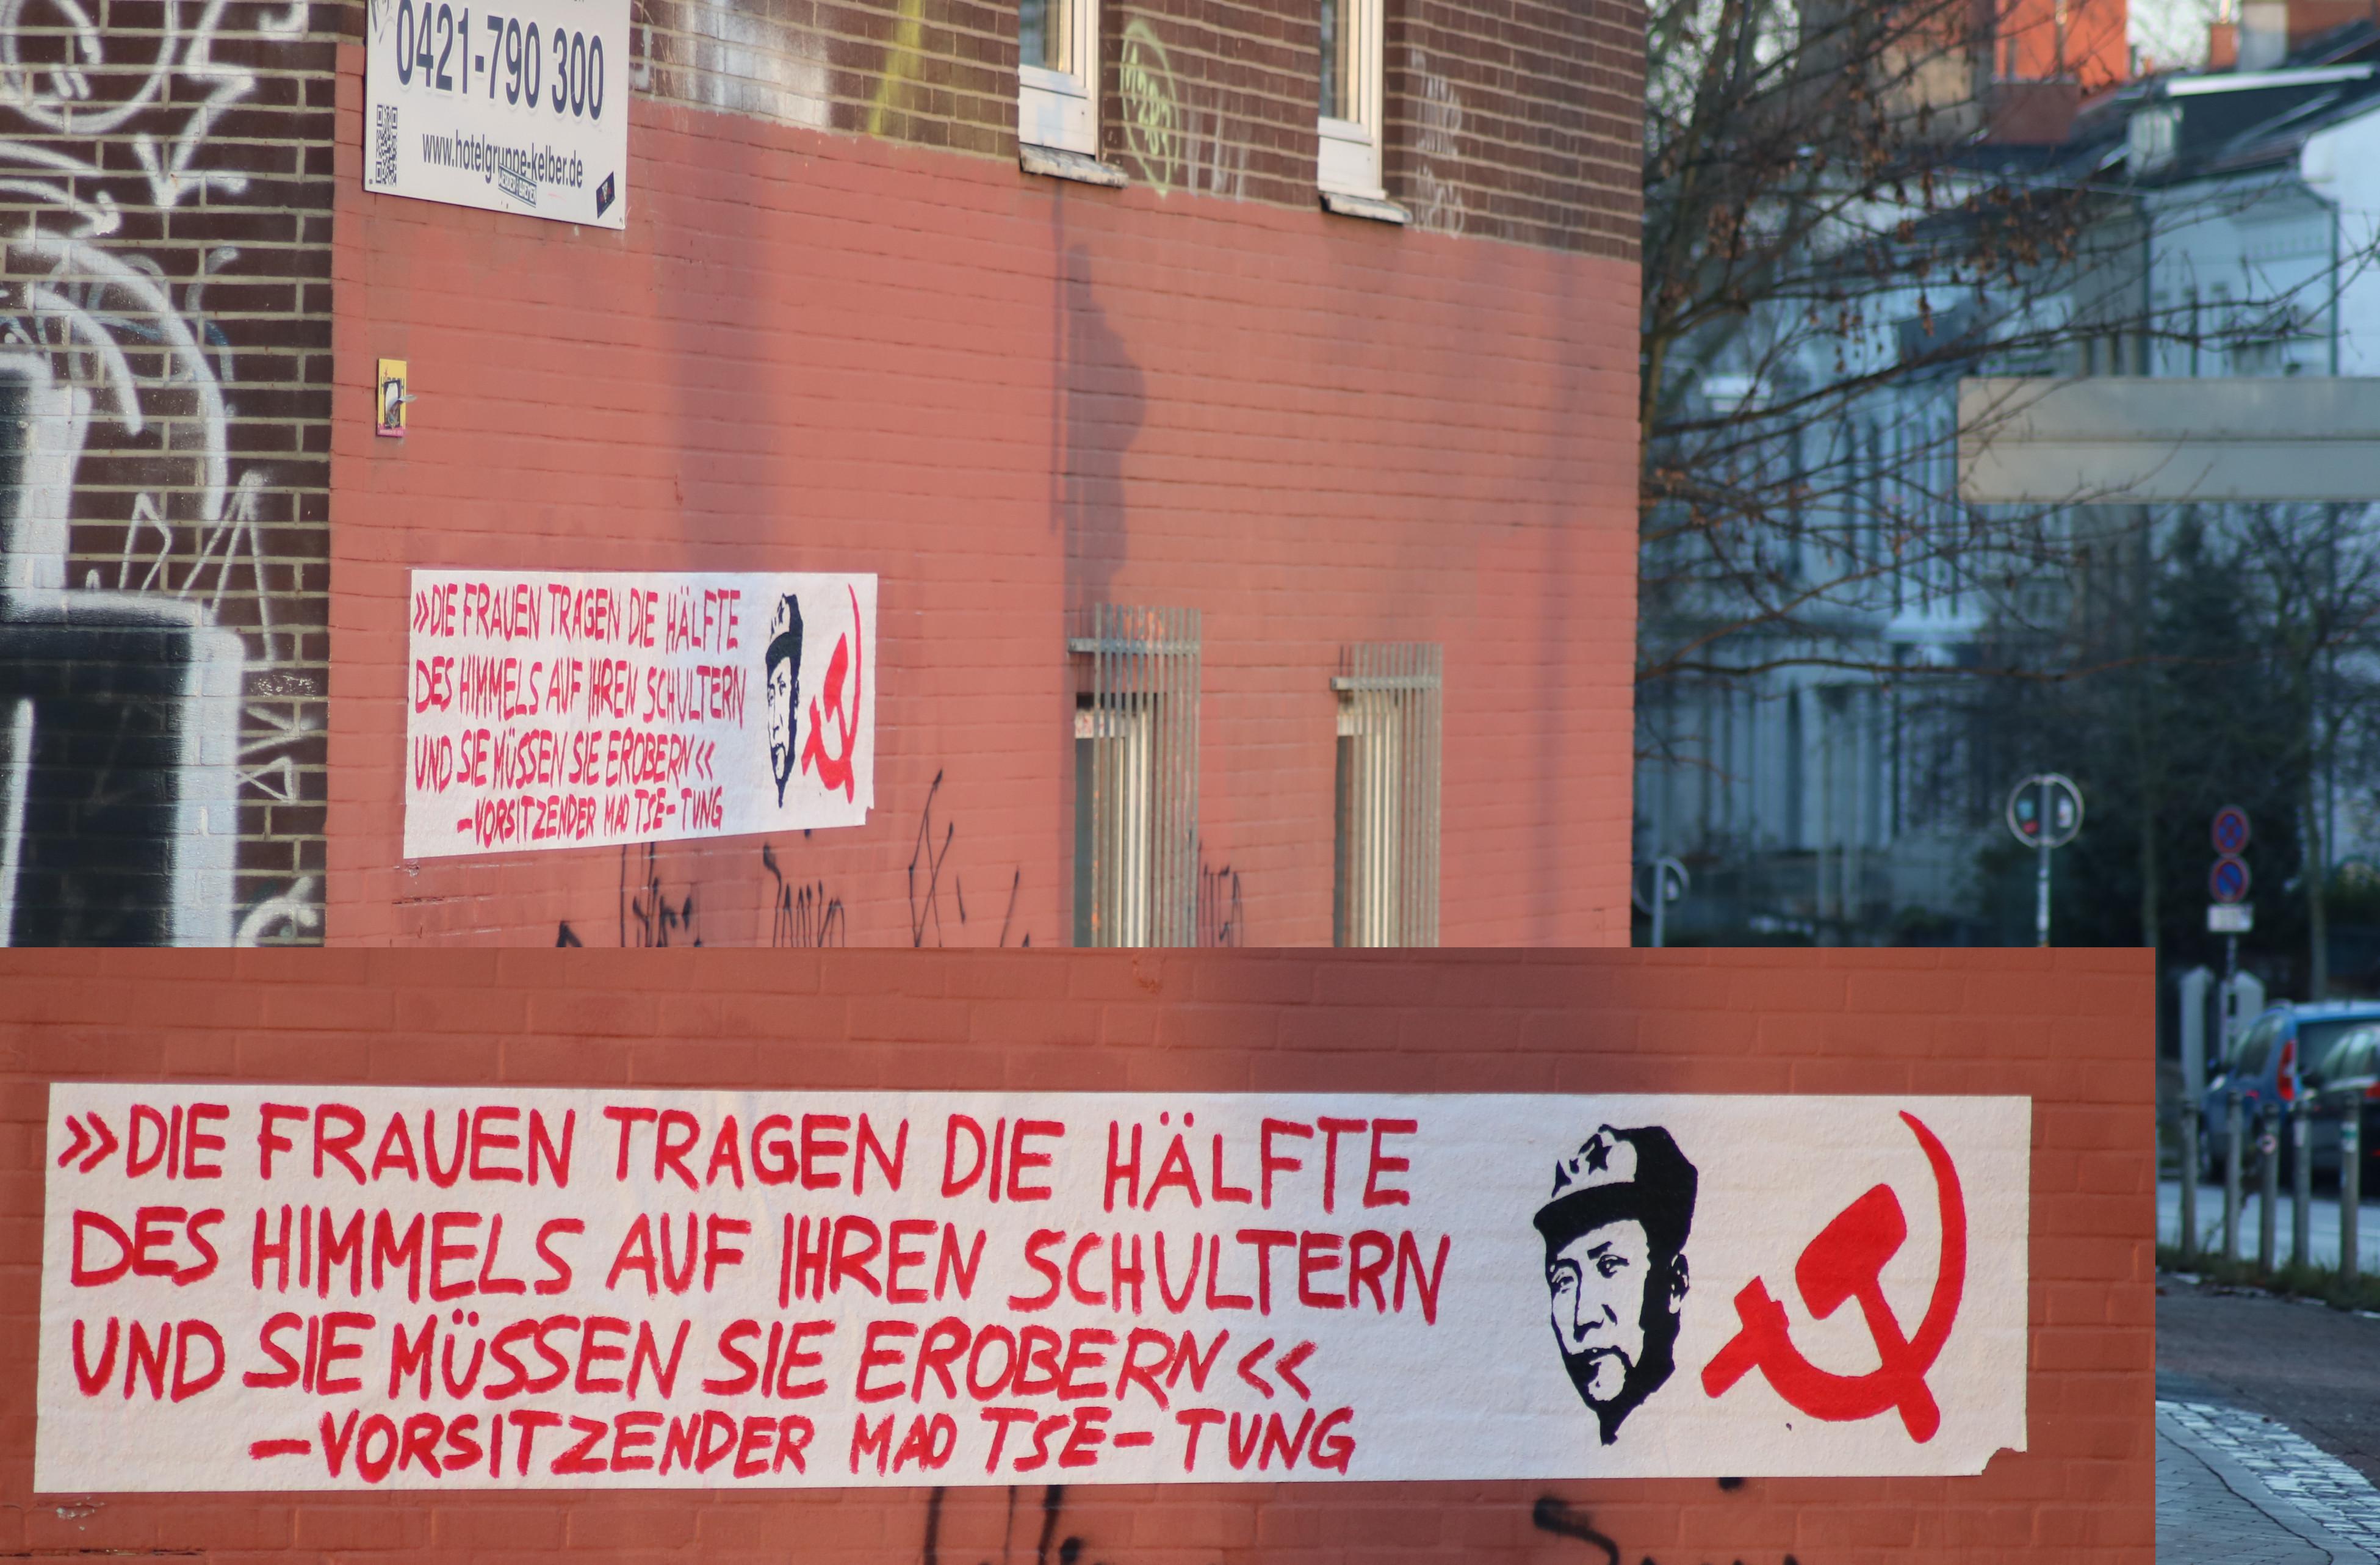 0421-790 300
www.hotelgruppe-kelber.de
1282
»DIE FRAUEN TRAGEN DIE HÄLFTE
DES HIMMELS AUF IHREN SCHULTERN
UND SIE MÜSSEN SIE EROBERN«
-VORSITZENDER MAO TSE-TUNG
»DIE FRAUEN TRAGEN DIE HÄLFTE
DES HIMMELS AUF IHREN SCHULTERN
UND SIE MÜSSEN SIE EROBERN«
-VORSITZENDER MAO TSE-TUNG